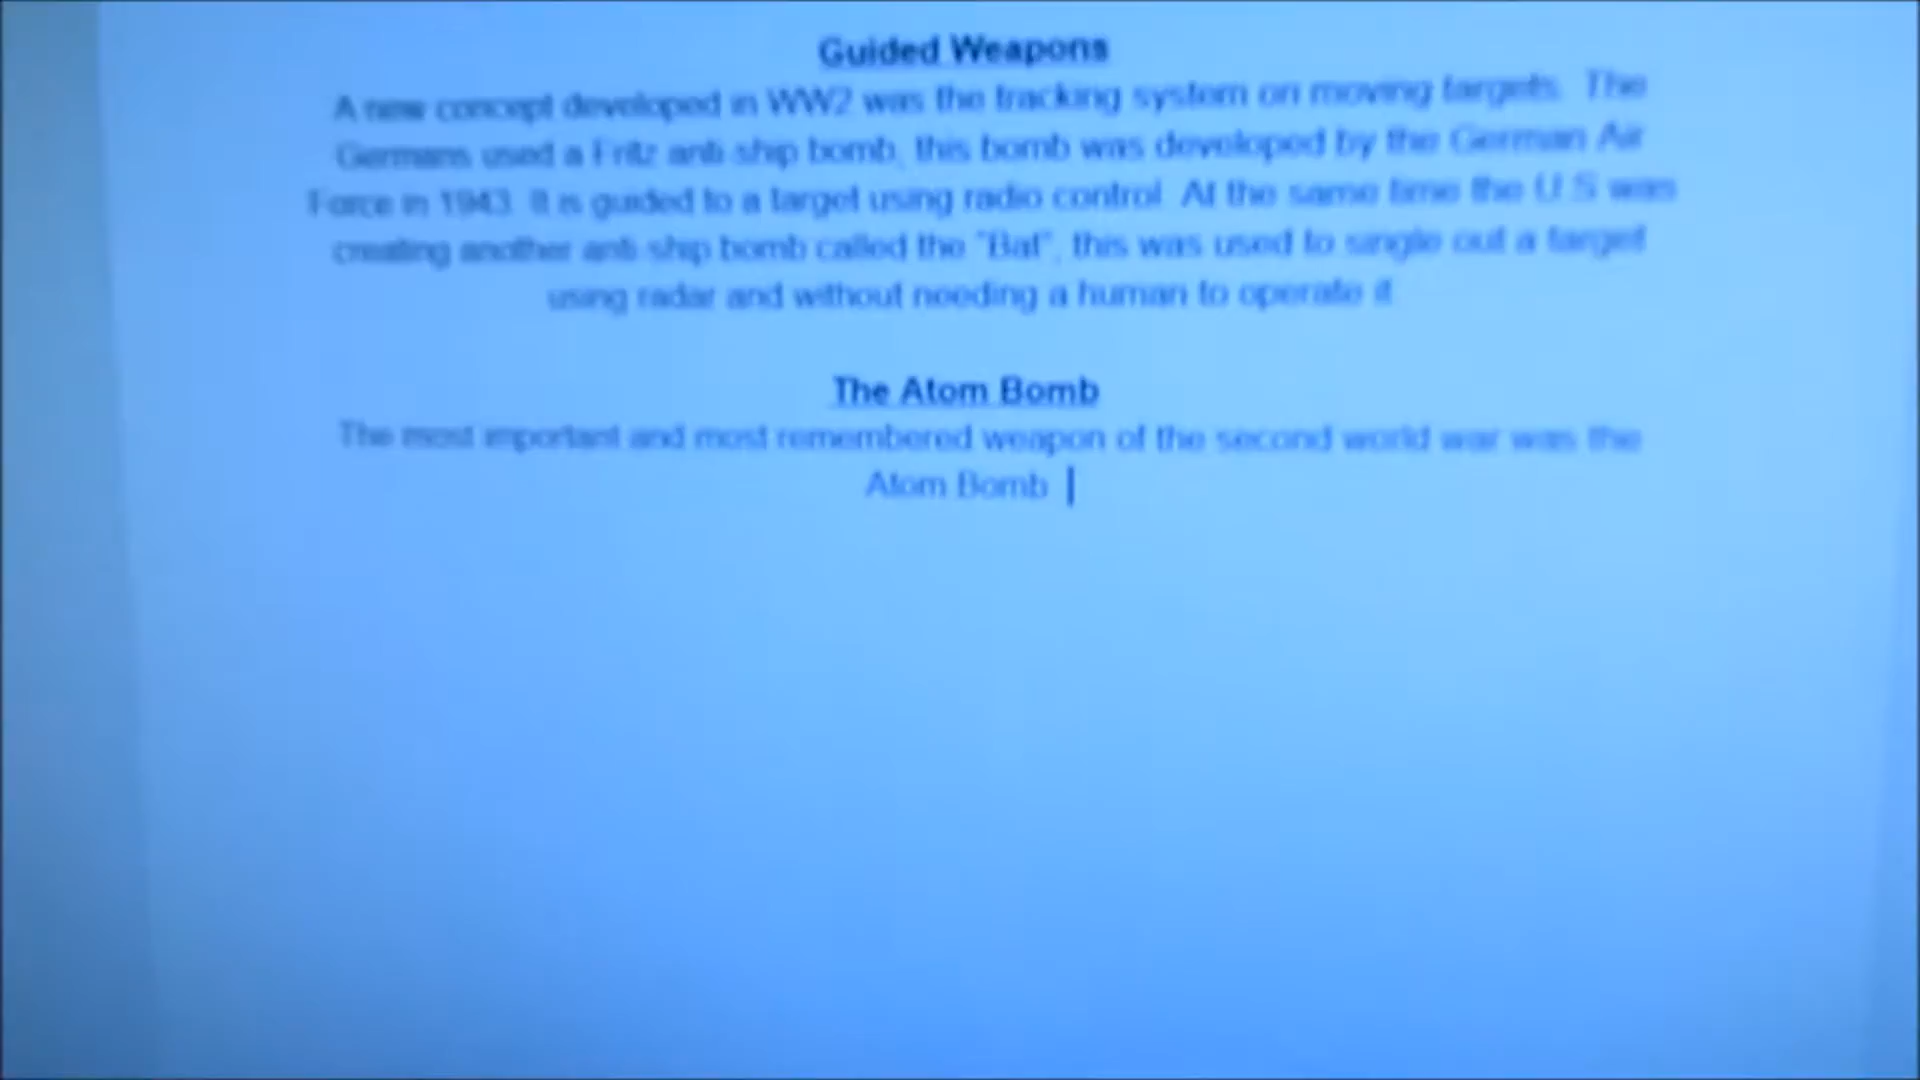 Guided Weapons
A new concept developed in WW2 was the tracking system on moving targets. The
Germans used a Fritz anti-ship bomb, this bomb was developed by the German Air
Force in 1943. It is guided to a target using radio control. At the same time the U.S was
creating another anti-ship bomb called the "Bat", this was used to single out a target
using radar and without needing a human to operate it
The Atom Bomb
The most important and most remembered weapon of the second world war was the
Atom Bomb